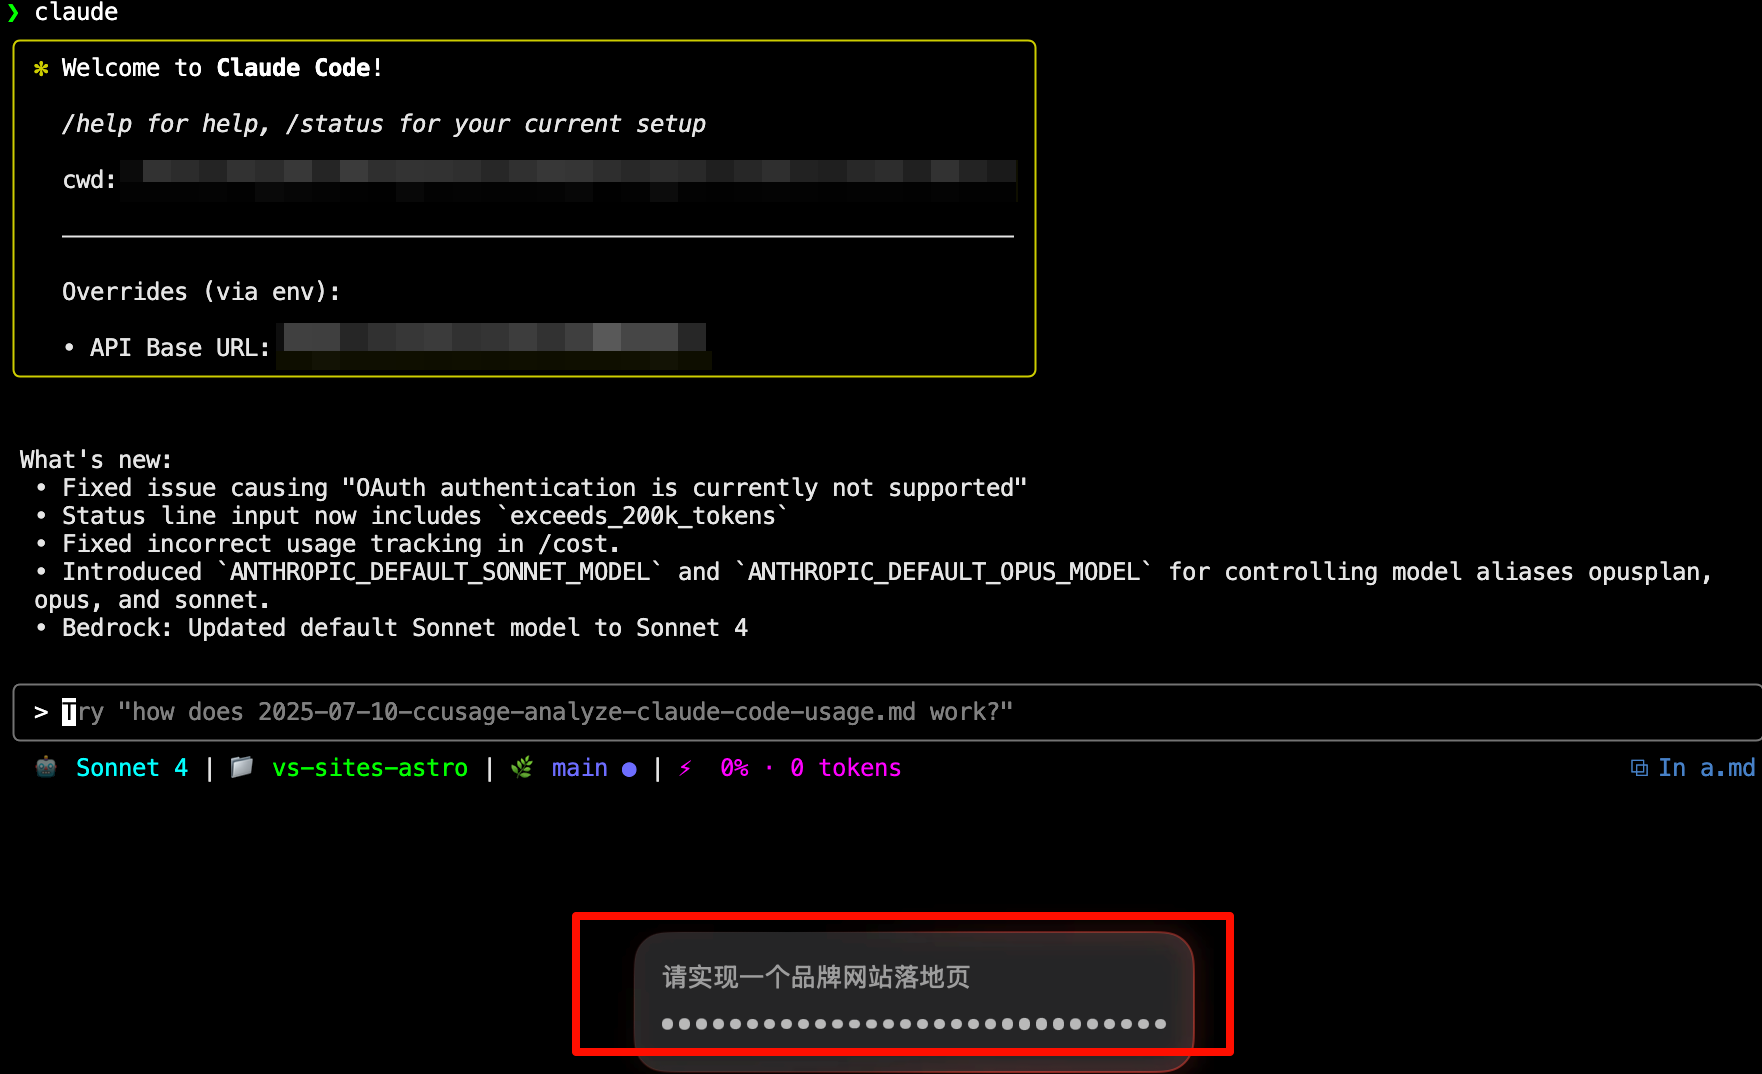 ❯ claude
✻ Welcome to Claude Code!
/help for help, /status for your current setup
cwd:
Overrides (via env):
• API Base URL:
What's new:
• Fixed issue causing "OAuth authentication is currently not supported"
• Status line input now includes `exceeds_200k_tokens`
• Fixed incorrect usage tracking in /cost.
• Introduced `ANTHROPIC_DEFAULT_SONNET_MODEL` and `ANTHROPIC_DEFAULT_OPUS_MODEL` for controlling model aliases opusplan,
opus, and sonnet.
• Bedrock: Updated default Sonnet model to Sonnet 4
> Try "how does 2025-07-10-ccusage-analyze-claude-code-usage.md work?"
🤖 Sonnet 4 | 📁 vs-sites-astro | 🌿 main ● | ⚡ 0% · 0 tokens ⧉ In a.md
请实现一个品牌网站落地页